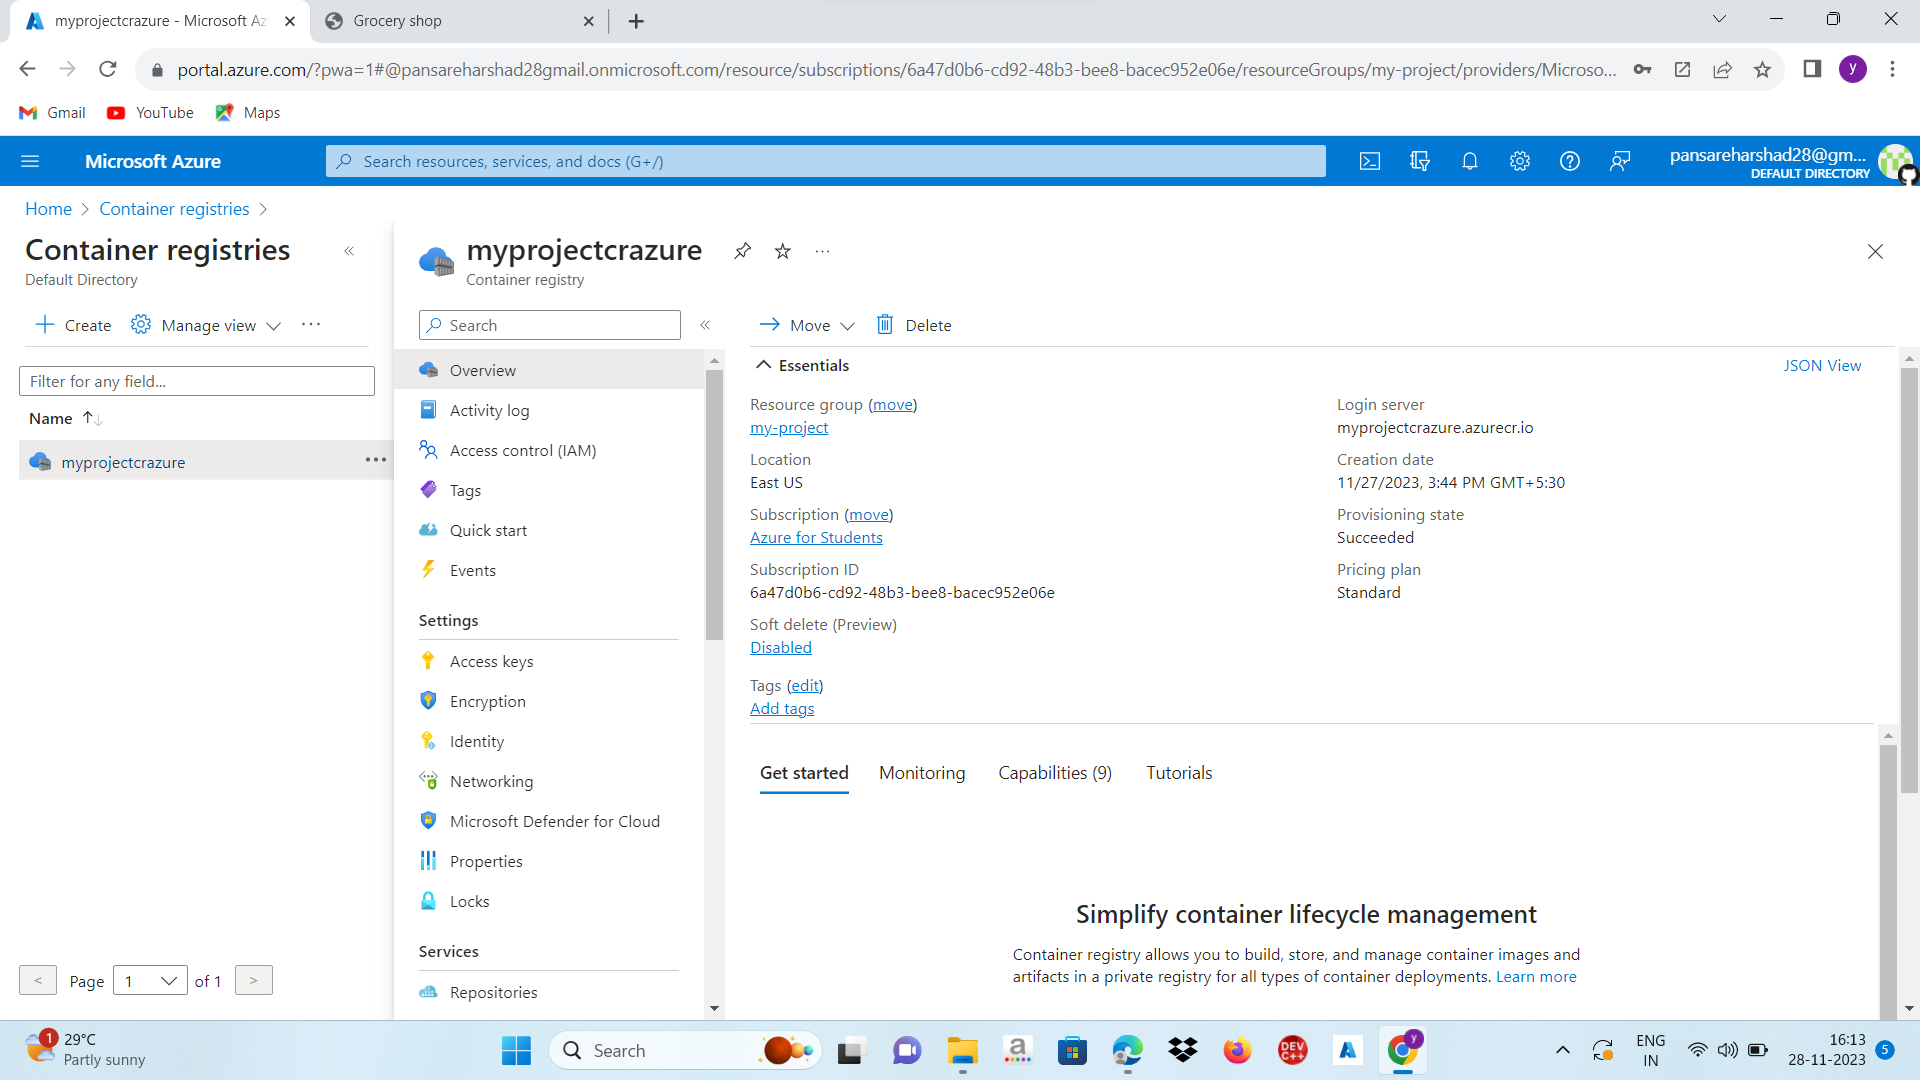 myprojectcrazure - Microsoft Az
Grocery shop
portal.azure.com/?pwa=1#@pansareharshad28gmail.onmicrosoft.com/resource/subscriptions/6a47d0b6-cd92-48b3-bee8-bacec952e06e/resourceGroups/my-project/providers/Microso...
y
Gmail
YouTube
Maps
Microsoft Azure
Search resources, services, and docs (G+/)
pansareharshad28@gm...
DEFAULT DIRECTORY
Home
Container registries
Container registries
Default Directory
Create
Manage view
Filter for any field...
Name
myprojectcrazure
Page
1
of 1
myprojectcrazure
Container registry
Search
Overview
Activity log
Access control (IAM)
Tags
Quick start
Events
Settings
Access keys
Encryption
Identity
Networking
Microsoft Defender for Cloud
Properties
Locks
Services
Repositories
Move
Delete
Essentials
JSON View
Resource group (move)
my-project
Location
East US
Subscription (move)
Azure for Students
Subscription ID
6a47d0b6-cd92-48b3-bee8-bacec952e06e
Soft delete (Preview)
Disabled
Tags (edit)
Add tags
Login server
myprojectcrazure.azurecr.io
Creation date
11/27/2023, 3:44 PM GMT+5:30
Provisioning state
Succeeded
Pricing plan
Standard
Get started
Monitoring
Capabilities (9)
Tutorials
Simplify container lifecycle management
Container registry allows you to build, store, and manage container images and
artifacts in a private registry for all types of container deployments. Learn more
1
29°C
Partly sunny
Search
a
DEV
C++
y
ENG
IN
16:13
28-11-2023
5